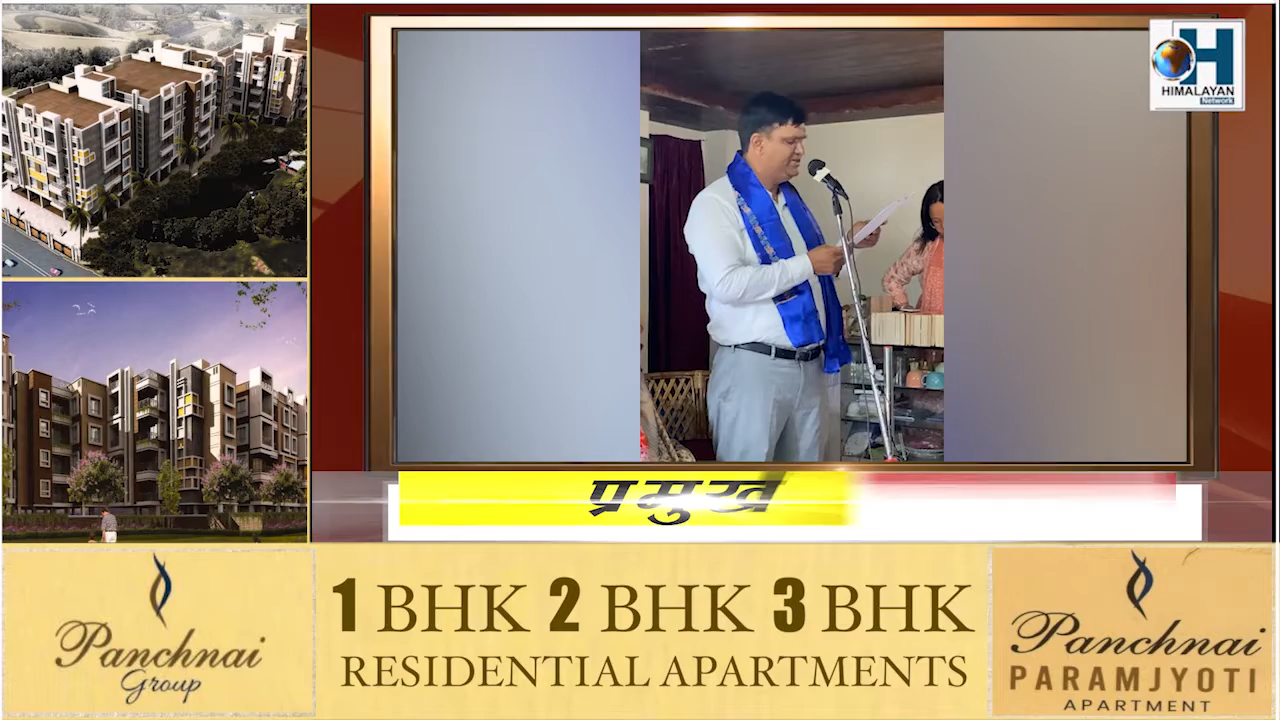 HIMALAYAN
Network
प्रमुख
Panchnai
Group
1 BHK 2 BHK 3 BHK
RESIDENTIAL APARTMENTS
Panchnai
PARAMJYOTI
APARTMENT